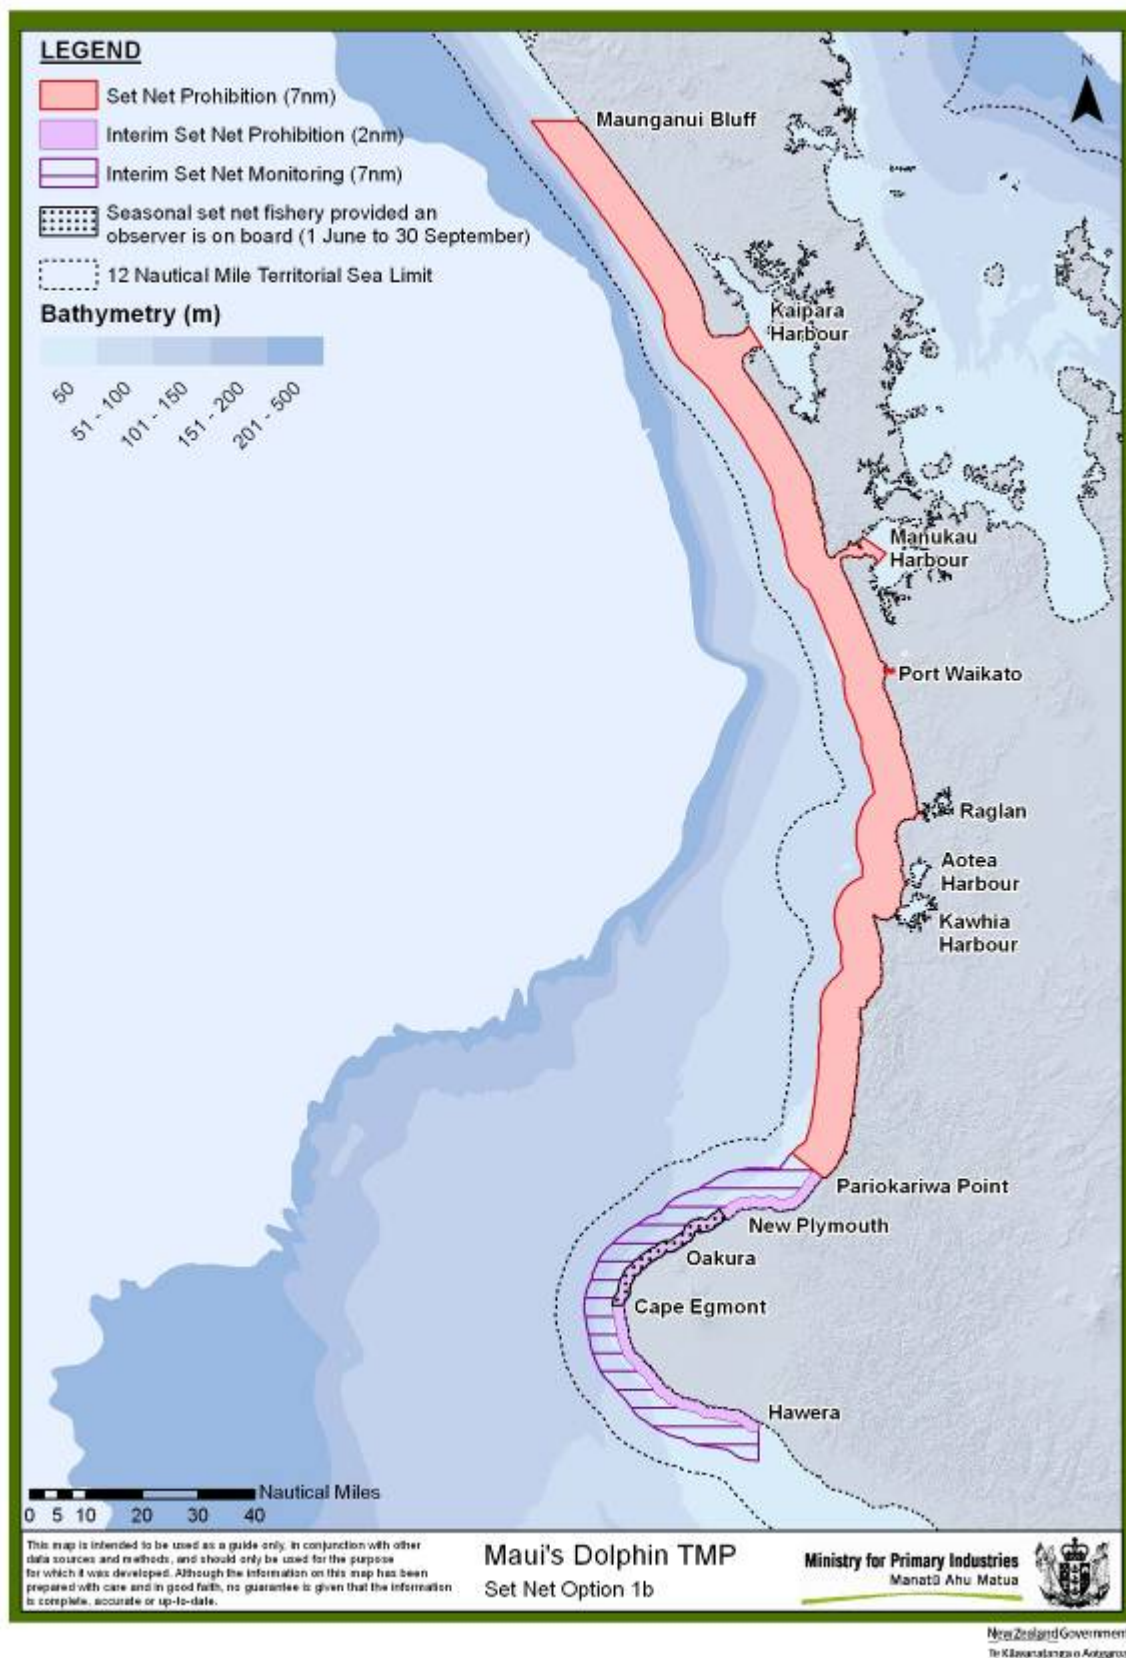 LEGEND
Set Net Prohibition (7nm)
Interim Set Net Prohibition (2nm)
Interim Set Net Monitoring (7nm)
Seasonal set net fishery provided an
observer is on board (1 June to 30 September)
12 Nautical Mile Territorial Sea Limit
Bathymetry (m)
50
51 - 100
101 - 150
151 - 200
201 - 500
N
Maunganui Bluff
Kaipara
Harbour
Manukau
Harbour
Port Waikato
Raglan
Aotea
Harbour
Kawhia
Harbour
Pariokariwa Point
New Plymouth
Oakura
Cape Egmont
Hawera
Nautical Miles
0 5 10 20 30 40
This map is intended to be used as a guide only, in conjunction with other
data sources and methods, and should only be used for the purpose
for which it was developed. Although the information on this map has been
prepared with care and in good faith, no guarantee is given that the information
is complete, accurate or up-to-date.
Maui's Dolphin TMP
Set Net Option 1b
Ministry for Primary Industries
Manatū Ahu Matua
New Zealand Government
Te Kāwanatanga o Aotearoa